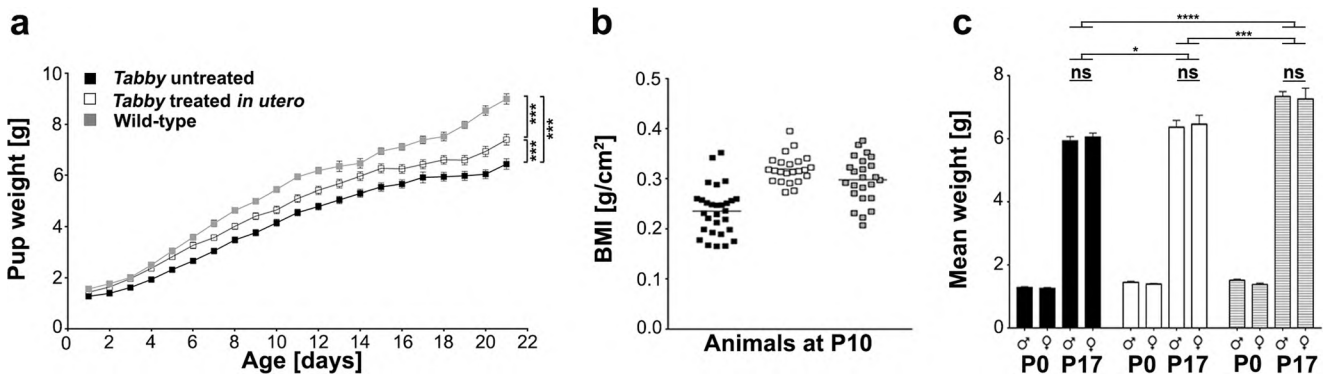 a
Pup weight [g]
10
8
6
4
2
0
0 2 4 6 8 10 12 14 16 18 20 22
Age [days]
Tabby untreated
Tabby treated in utero
Wild-type
***
***
***
b
BMI [g/cm²]
0.5
0.4
0.3
0.2
0.1
0.0
Animals at P10
c
Mean weight [g]
8
6
4
2
0
****
* ***
ns ns ns
♂ ♀ ♂ ♀ ♂ ♀ ♂ ♀ ♂ ♀ ♂ ♀
P0 P17 P0 P17 P0 P17